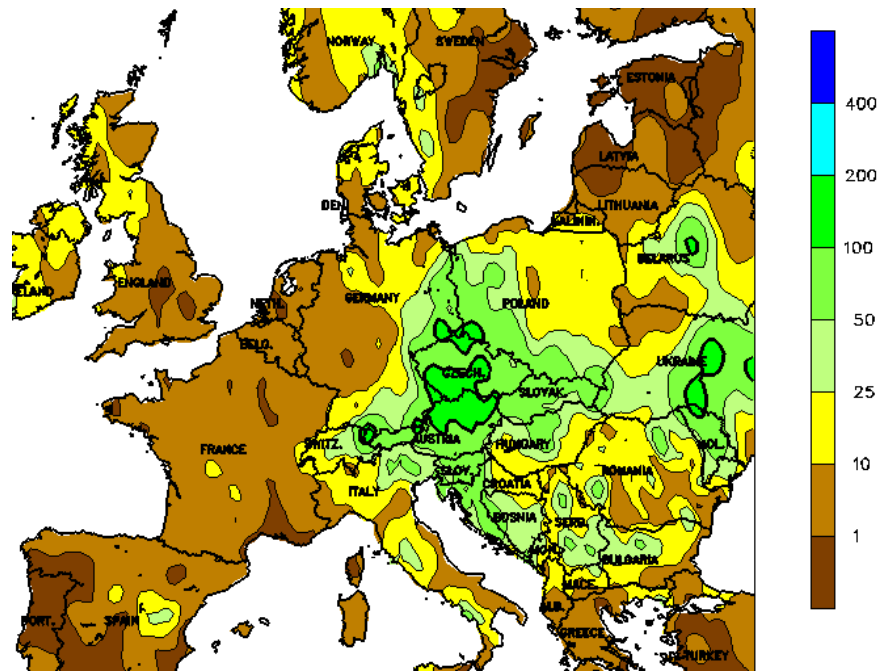 NORWAY
SWEDEN
ESTONIA
LATVIA
DEN.
LITHUANIA
KALININ.
BELARUS
ELAND
ENGLAND
NETH.
GERMANY
POLAND
BELG.
UKRAINE
CZECH.
SLOVAK.
FRANCE
SWITZ.
AUSTRIA
HUNGARY
MOL.
ITALY
SLOV.
CROATIA
ROMANIA
BOSNIA
SERB.
MON.
BULGARIA
MACE.
PORT.
SPAIN
ALB.
GREECE
TURKEY
400
200
100
50
25
10
1